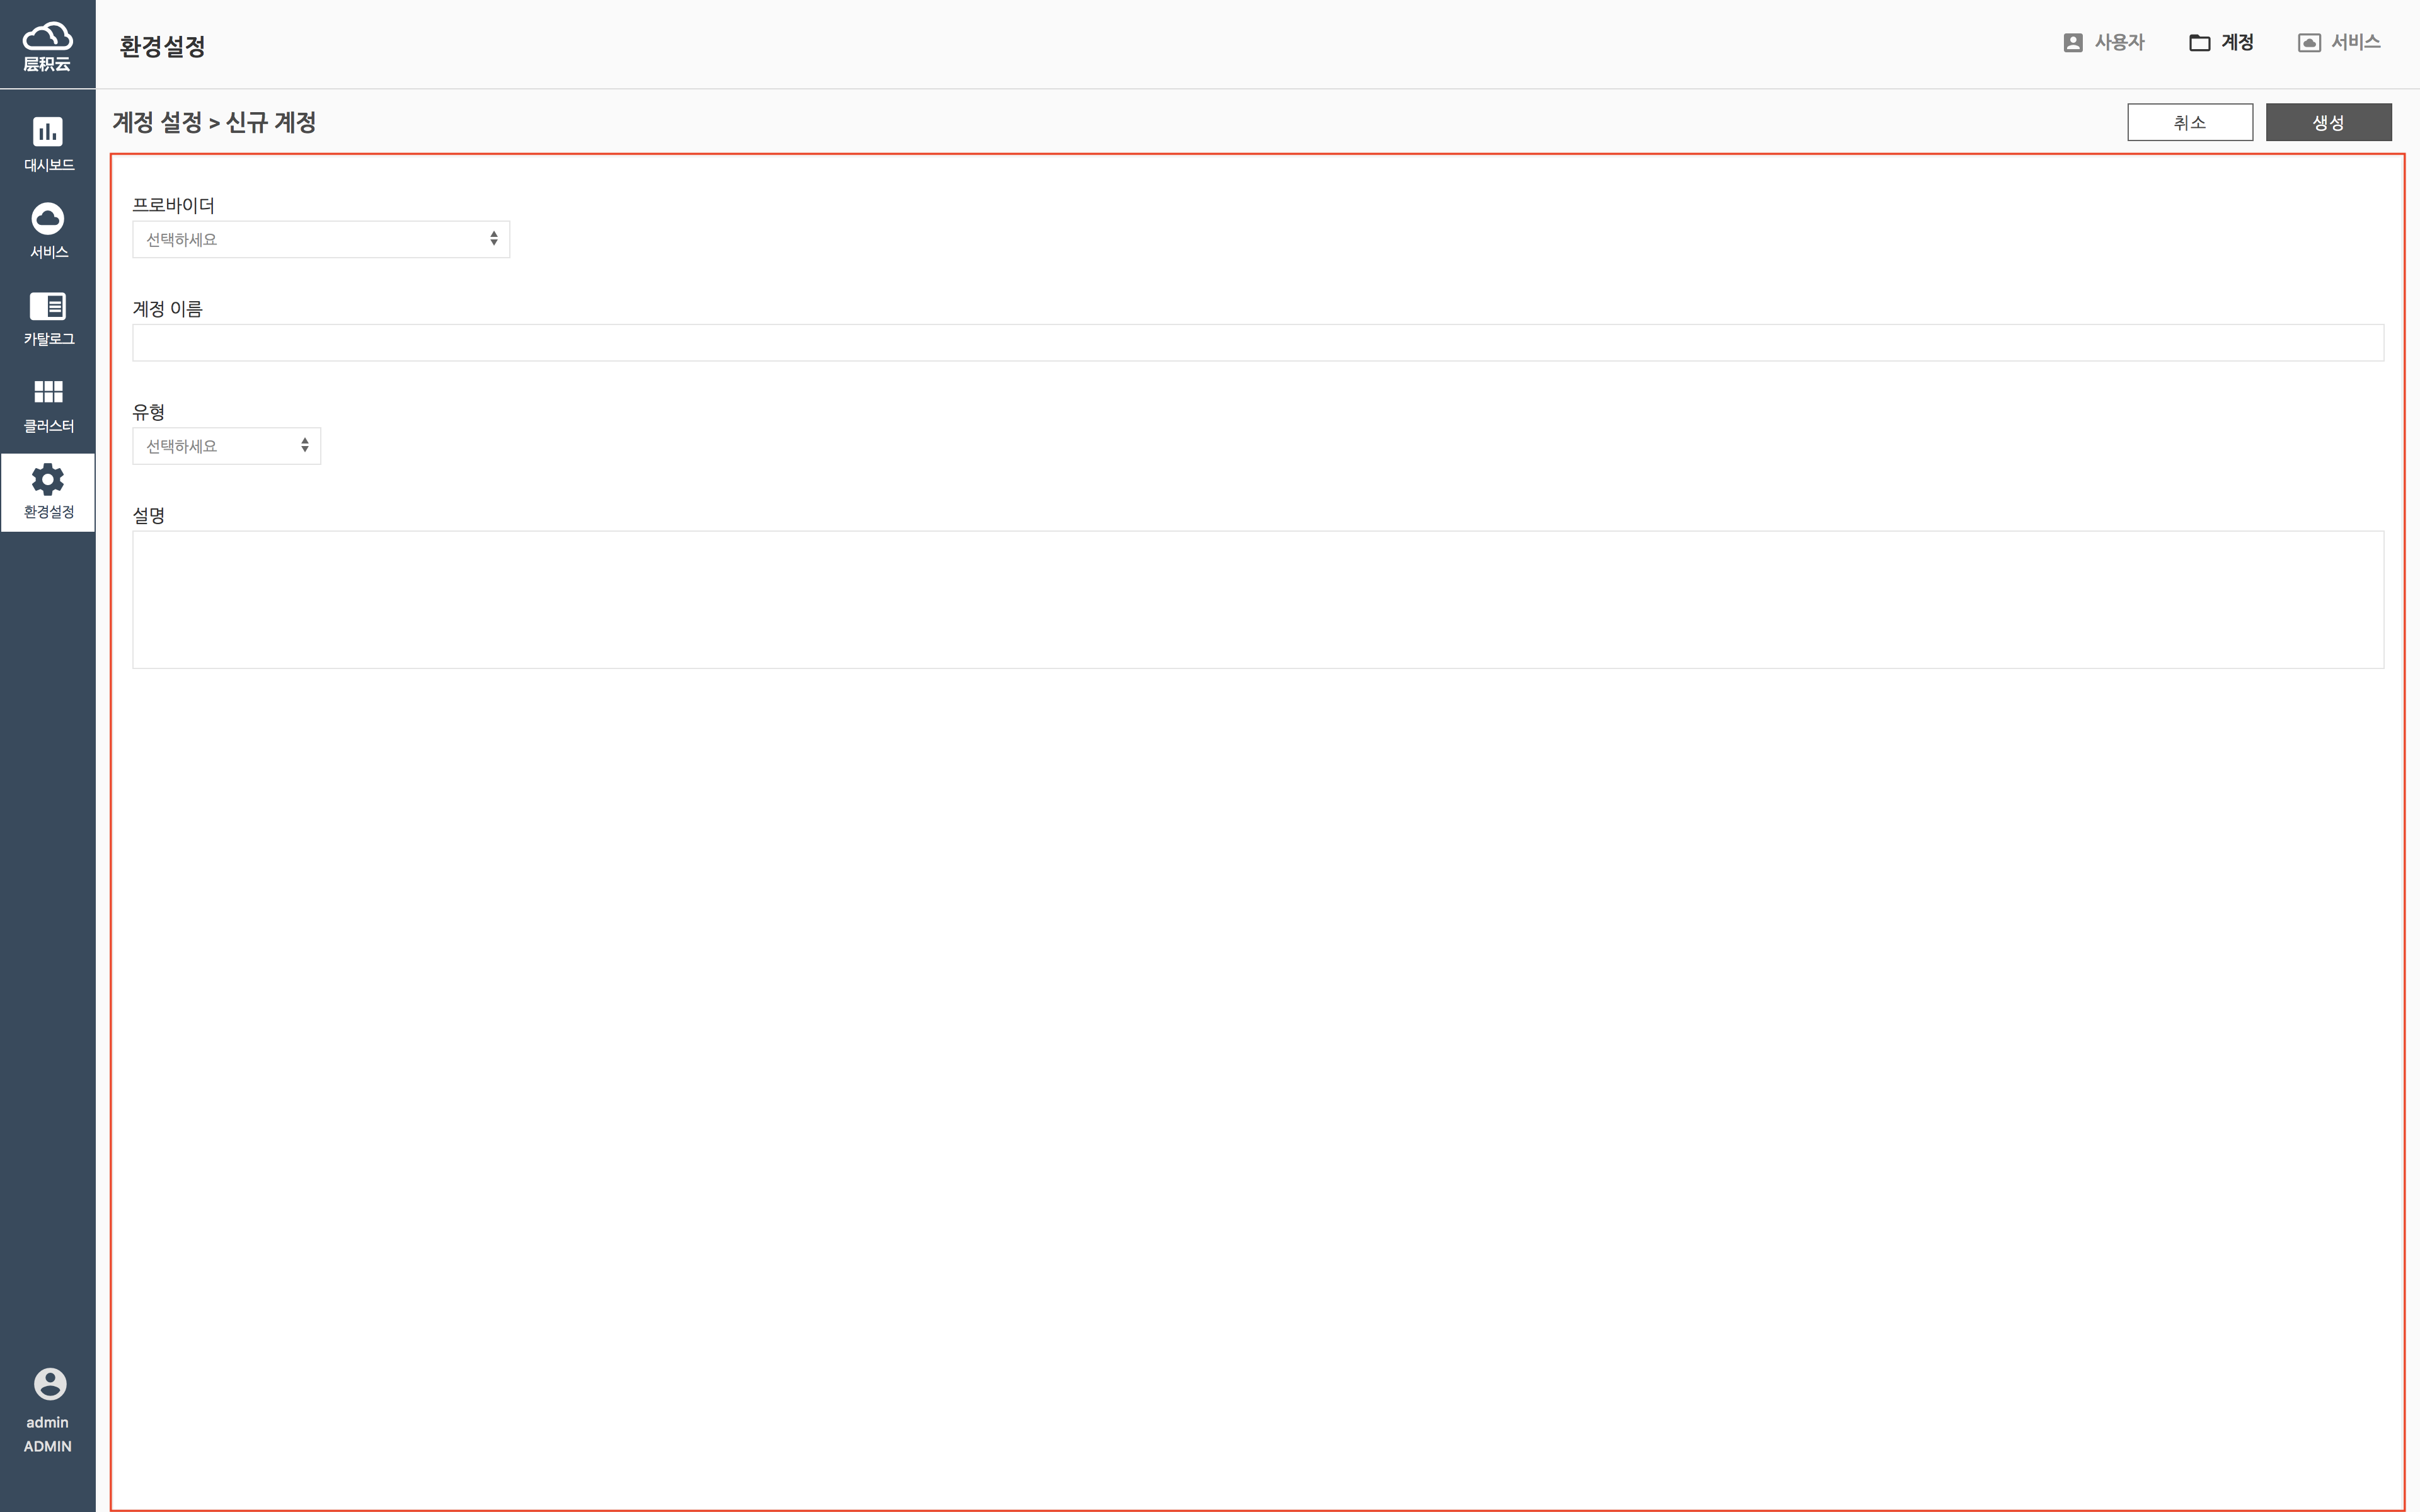 层积云
환경설정
사용자
계정
서비스
대시보드
서비스
카탈로그
클러스터
환경설정
admin
ADMIN
계정 설정 > 신규 계정
취소
생성
프로바이더
선택하세요
계정 이름
유형
선택하세요
설명